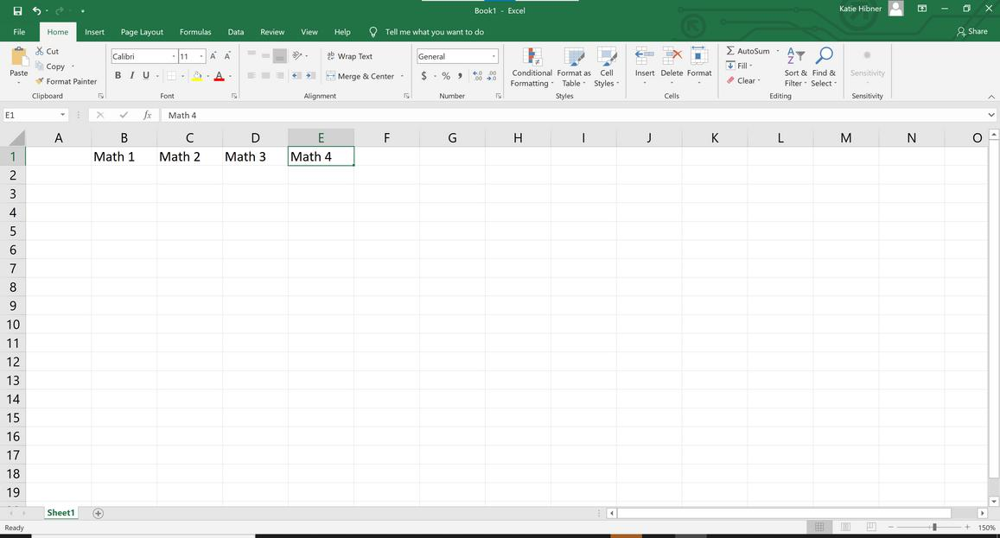 Book1 - Excel
Katie Hibner
File Home Insert Page Layout Formulas Data Review View Help Tell me what you want to do Share
Paste
Cut
Copy
Format Painter
Clipboard
Calibri 11
B I U A
Font
Wrap Text
Merge & Center
Alignment
General
$ % ,
Number
Conditional Formatting
Format as Table
Cell Styles
Styles
Insert Delete Format
Cells
AutoSum
Fill
Clear
Sort & Filter
Find & Select
Editing
Sensitivity
Sensitivity
E1 fx Math 4
A B C D E F G H I J K L M N O
1 Math 1 Math 2 Math 3 Math 4
2
3
4
5
6
7
8
9
10
11
12
13
14
15
16
17
18
19
Sheet1
Ready 150%